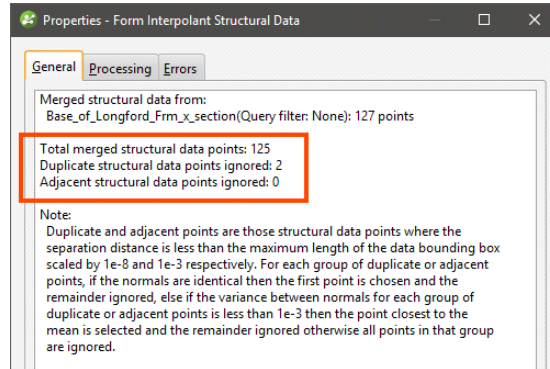 Properties - Form Interpolant Structural Data
General Processing Errors
Merged structural data from:
Base_of_Longford_Frm_x_section(Query filter: None): 127 points
Total merged structural data points: 125
Duplicate structural data points ignored: 2
Adjacent structural data points ignored: 0
Note:
Duplicate and adjacent points are those structural data points where the
separation distance is less than the maximum length of the data bounding box
scaled by 1e-8 and 1e-3 respectively. For each group of duplicate or adjacent
points, if the normals are identical then the first point is chosen and the
remainder ignored, else if the variance between normals for each group of
duplicate or adjacent points is less than 1e-3 then the point closest to the
mean is selected and the remainder ignored otherwise all points in that group
are ignored.